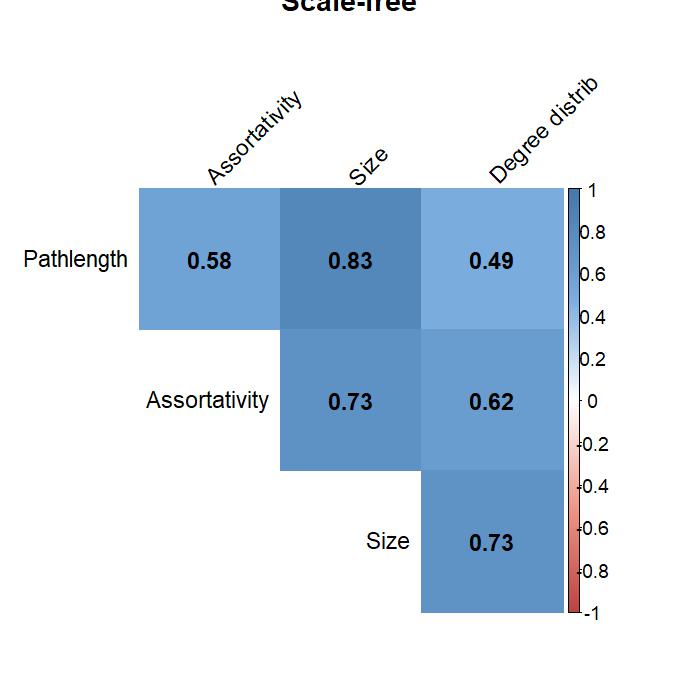 Scale-free
Assortativity
Size
Degree distrib
Pathlength 0.58 0.83 0.49
Assortativity 0.73 0.62
Size 0.73
1
0.8
0.6
0.4
0.2
0
-0.2
-0.4
-0.6
-0.8
-1